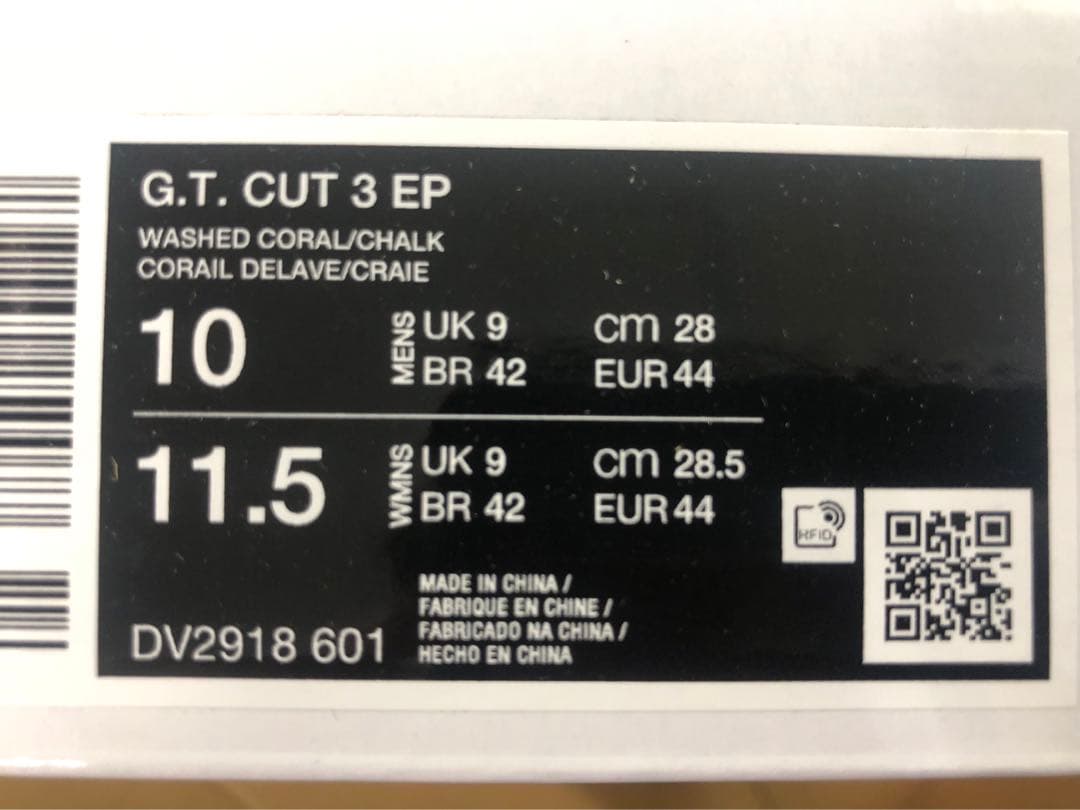 G.T. CUT 3 EP
WASHED CORAL/CHALK
CORAIL DELAVE/CRAIE
10 MENS UK 9 cm 28
BR 42 EUR 44
11.5 WMNS UK 9 cm 28.5
BR 42 EUR 44
RFID
MADE IN CHINA /
FABRIQUE EN CHINE /
FABRICADO NA CHINA /
HECHO EN CHINA
DV2918 601